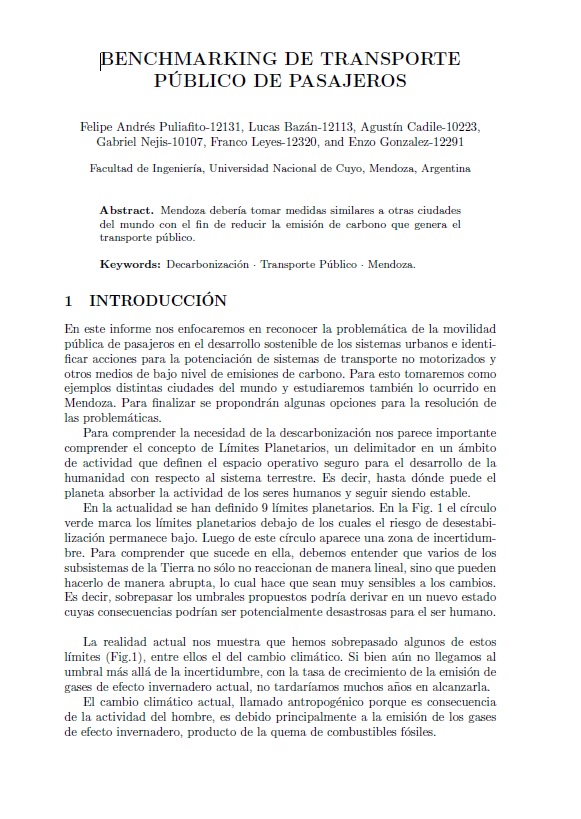 BENCHMARKING DE TRANSPORTE
PÚBLICO DE PASAJEROS
Felipe Andrés Puliafito-12131, Lucas Bazán-12113, Agustín Cadile-10223,
Gabriel Nejis-10107, Franco Leyes-12320, and Enzo Gonzalez-12291
Facultad de Ingeniería, Universidad Nacional de Cuyo, Mendoza, Argentina
Abstract. Mendoza debería tomar medidas similares a otras ciudades
del mundo con el fin de reducir la emisión de carbono que genera el
transporte público.
Keywords: Decarbonización · Transporte Público · Mendoza.
1 INTRODUCCIÓN
En este informe nos enfocaremos en reconocer la problemática de la movilidad
pública de pasajeros en el desarrollo sostenible de los sistemas urbanos e identi-
ficar acciones para la potenciación de sistemas de transporte no motorizados y
otros medios de bajo nivel de emisiones de carbono. Para esto tomaremos como
ejemplos distintas ciudades del mundo y estudiaremos también lo ocurrido en
Mendoza. Para finalizar se propondrán algunas opciones para la resolución de
las problemáticas.
Para comprender la necesidad de la descarbonización nos parece importante
comprender el concepto de Límites Planetarios, un delimitador en un ámbito
de actividad que definen el espacio operativo seguro para el desarrollo de la
humanidad con respecto al sistema terrestre. Es decir, hasta dónde puede el
planeta absorber la actividad de los seres humanos y seguir siendo estable.
En la actualidad se han definido 9 límites planetarios. En la Fig. 1 el círculo
verde marca los límites planetarios debajo de los cuales el riesgo de desestabi-
lización permanece bajo. Luego de este círculo aparece una zona de incertidum-
bre. Para comprender que sucede en ella, debemos entender que varios de los
subsistemas de la Tierra no sólo no reaccionan de manera lineal, sino que pueden
hacerlo de manera abrupta, lo cual hace que sean muy sensibles a los cambios.
Es decir, sobrepasar los umbrales propuestos podría derivar en un nuevo estado
cuyas consecuencias podrían ser potencialmente desastrosas para el ser humano.
La realidad actual nos muestra que hemos sobrepasado algunos de estos
límites (Fig.1), entre ellos el del cambio climático. Si bien aún no llegamos al
umbral más allá de la incertidumbre, con la tasa de crecimiento de la emisión de
gases de efecto invernadero actual, no tardaríamos muchos años en alcanzarla.
El cambio climático actual, llamado antropogénico porque es consecuencia
de la actividad del hombre, es debido principalmente a la emisión de los gases
de efecto invernadero, producto de la quema de combustibles fósiles.